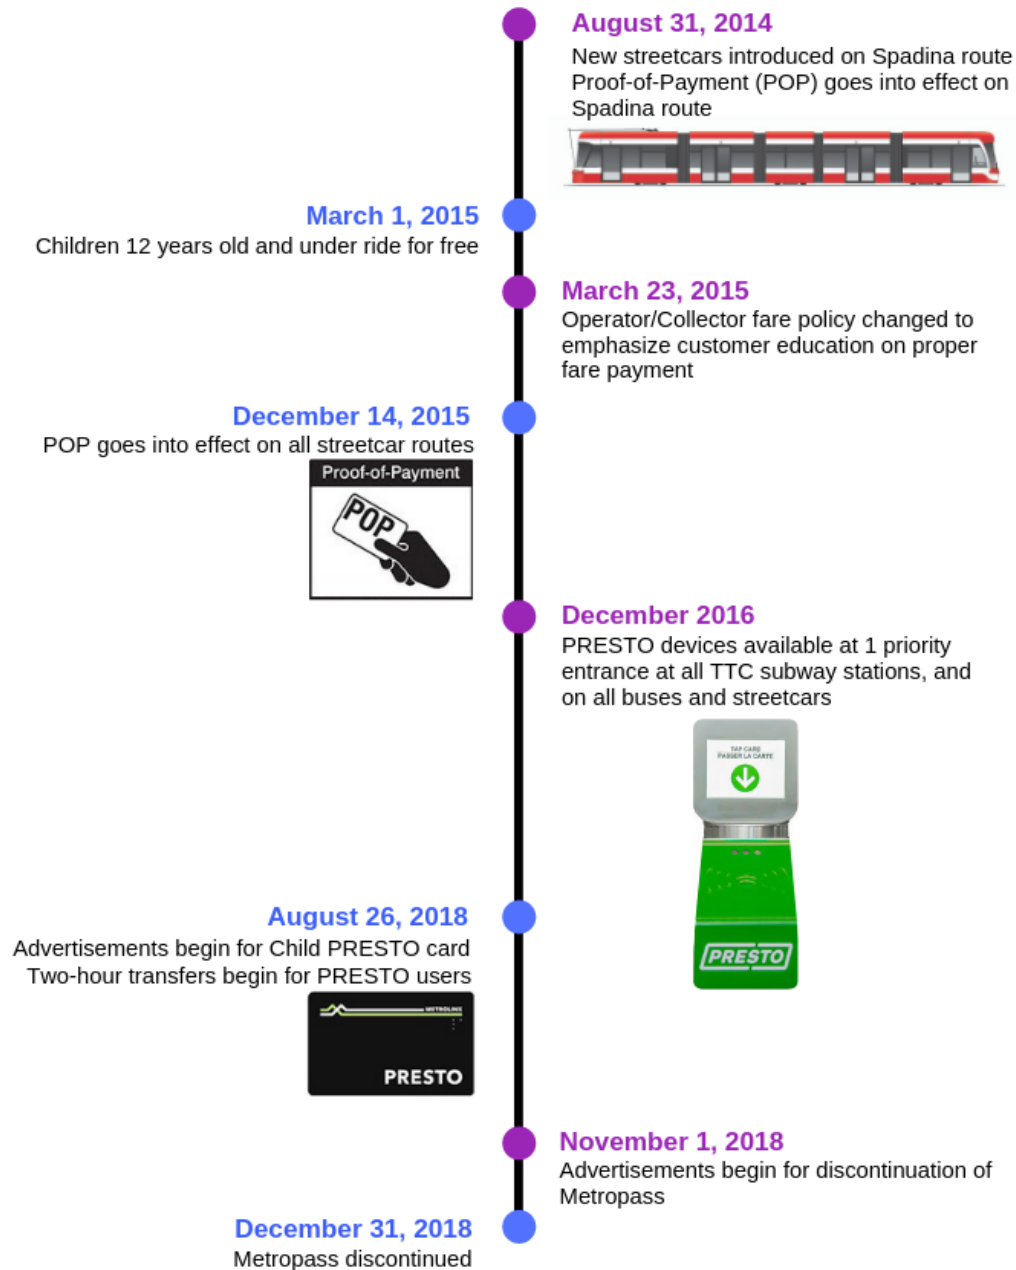 August 31, 2014
New streetcars introduced on Spadina route
Proof-of-Payment (POP) goes into effect on
Spadina route
March 1, 2015
Children 12 years old and under ride for free
March 23, 2015
Operator/Collector fare policy changed to
emphasize customer education on proper
fare payment
December 14, 2015
POP goes into effect on all streetcar routes
Proof-of-Payment
POP
December 2016
PRESTO devices available at 1 priority
entrance at all TTC subway stations, and
on all buses and streetcars
TAP CARD
PASSER LA CARTE
PRESTO
August 26, 2018
Advertisements begin for Child PRESTO card
Two-hour transfers begin for PRESTO users
METROLINX
PRESTO
November 1, 2018
Advertisements begin for discontinuation of
Metropass
December 31, 2018
Metropass discontinued